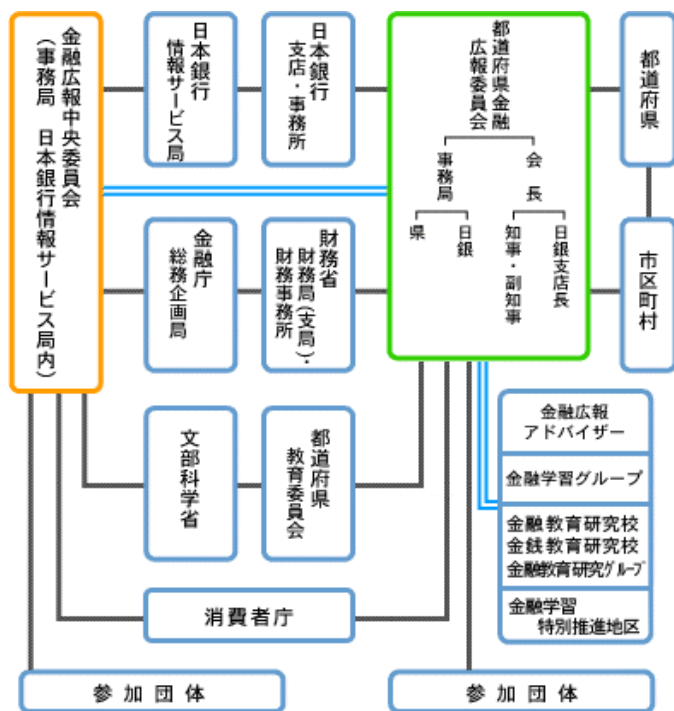 金融広報中央委員会
（事務局　日本銀行情報サービス局内）
日本銀行
情報サービス局
日本銀行
支店・事務所
都道府県金融
広報委員会
会長
事務局
日銀支店長
知事・副知事
日銀
県
都道府県
市区町村
金融庁
総務企画局
財務省
財務局(支局)・
財務事務所
文部科学省
都道府県
教育委員会
消費者庁
金融広報
アドバイザー
金融学習グループ
金融教育研究校
金銭教育研究校
金融教育研究グループ
金融学習
特別推進地区
参加団体
参加団体